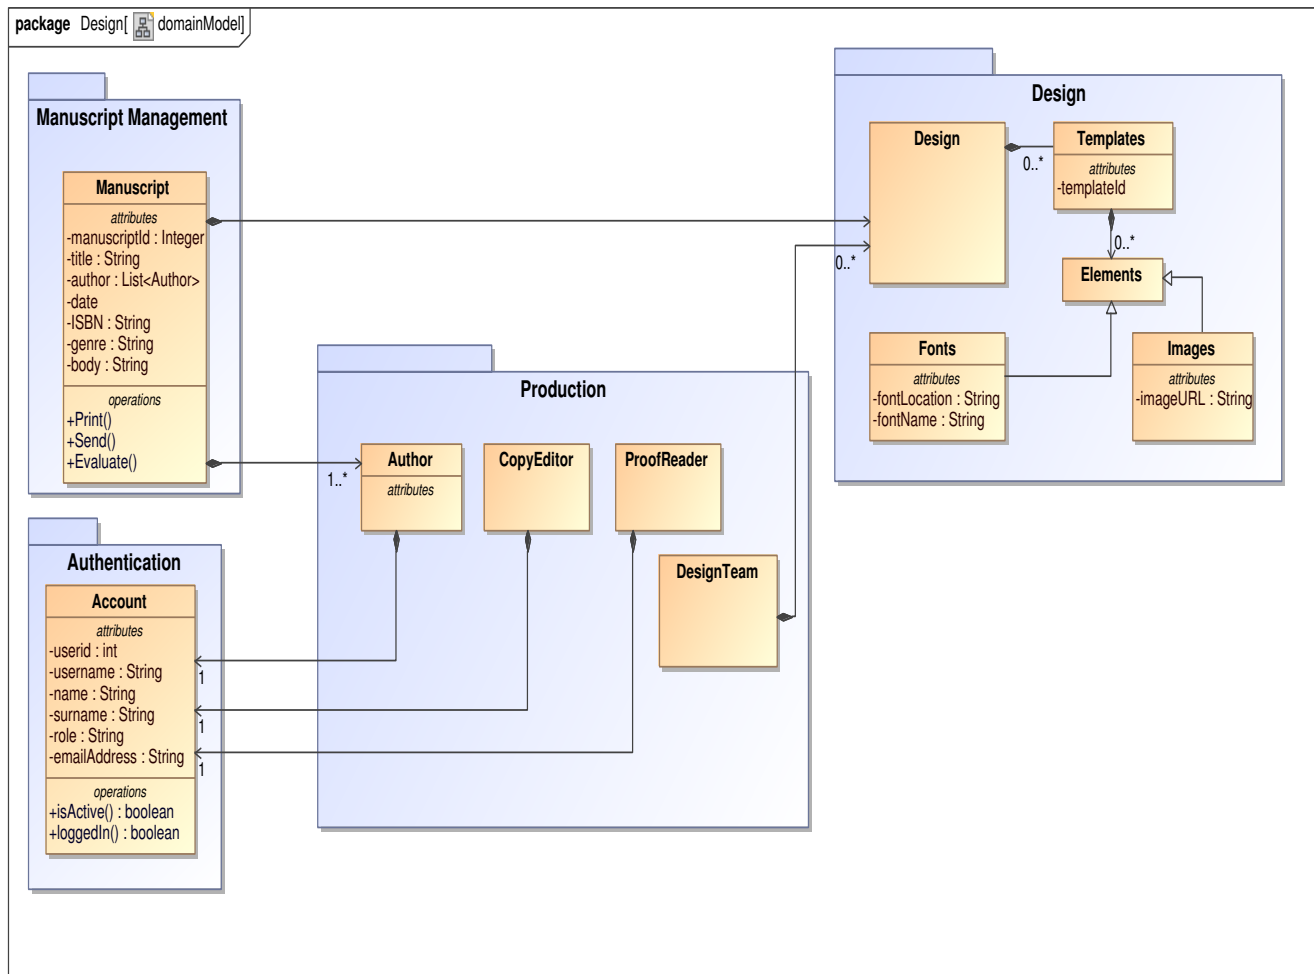 package Design[ domainModel]
Manuscript Management
Manuscript
attributes
-manuscriptId : Integer
-title : String
-author : List<Author>
-date
-ISBN : String
-genre : String
-body : String
operations
+Print()
+Send()
+Evaluate()
Design
Design
Templates
attributes
-templateId
0..*
0..*
0..*
Elements
Fonts
attributes
-fontLocation : String
-fontName : String
Images
attributes
-imageURL : String
Production
Author
attributes
1..*
CopyEditor
ProofReader
DesignTeam
Authentication
Account
attributes
-userid : int
-username : String
-name : String
-surname : String
-role : String
-emailAddress : String
operations
+isActive() : boolean
+loggedIn() : boolean
1
1
1